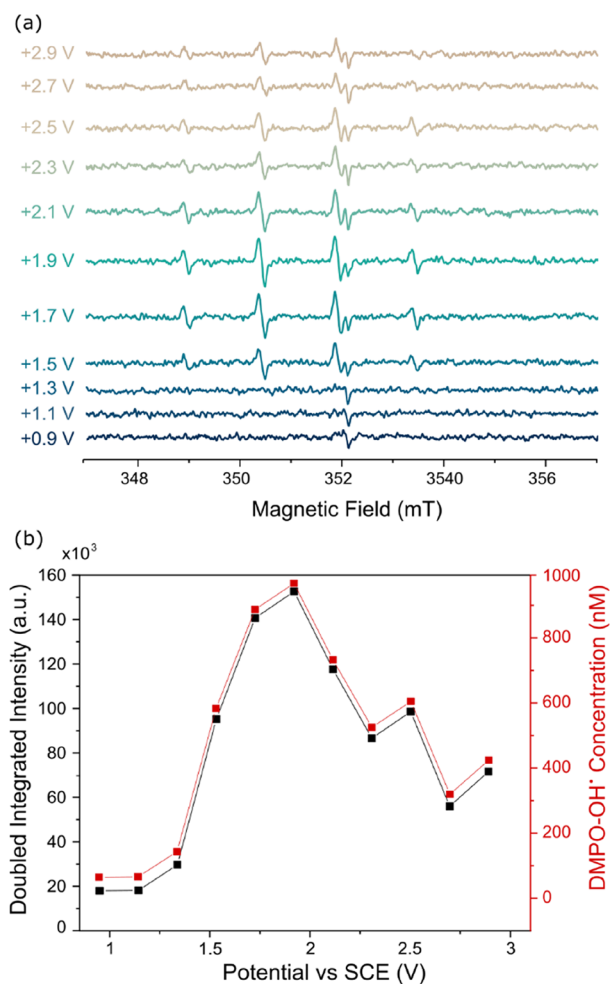 (a)
+2.9 V
+2.7 V
+2.5 V
+2.3 V
+2.1 V
+1.9 V
+1.7 V
+1.5 V
+1.3 V
+1.1 V
+0.9 V
348 350 352 3540 356
Magnetic Field (mT)
(b)
x10³
160 1000
140
800
120
100 600
80
400
60
40 200
20
0
0
1 1.5 2 2.5 3
Doubled Integrated Intensity (a.u.)
DMPO-OH• Concentration (nM)
Potential vs SCE (V)